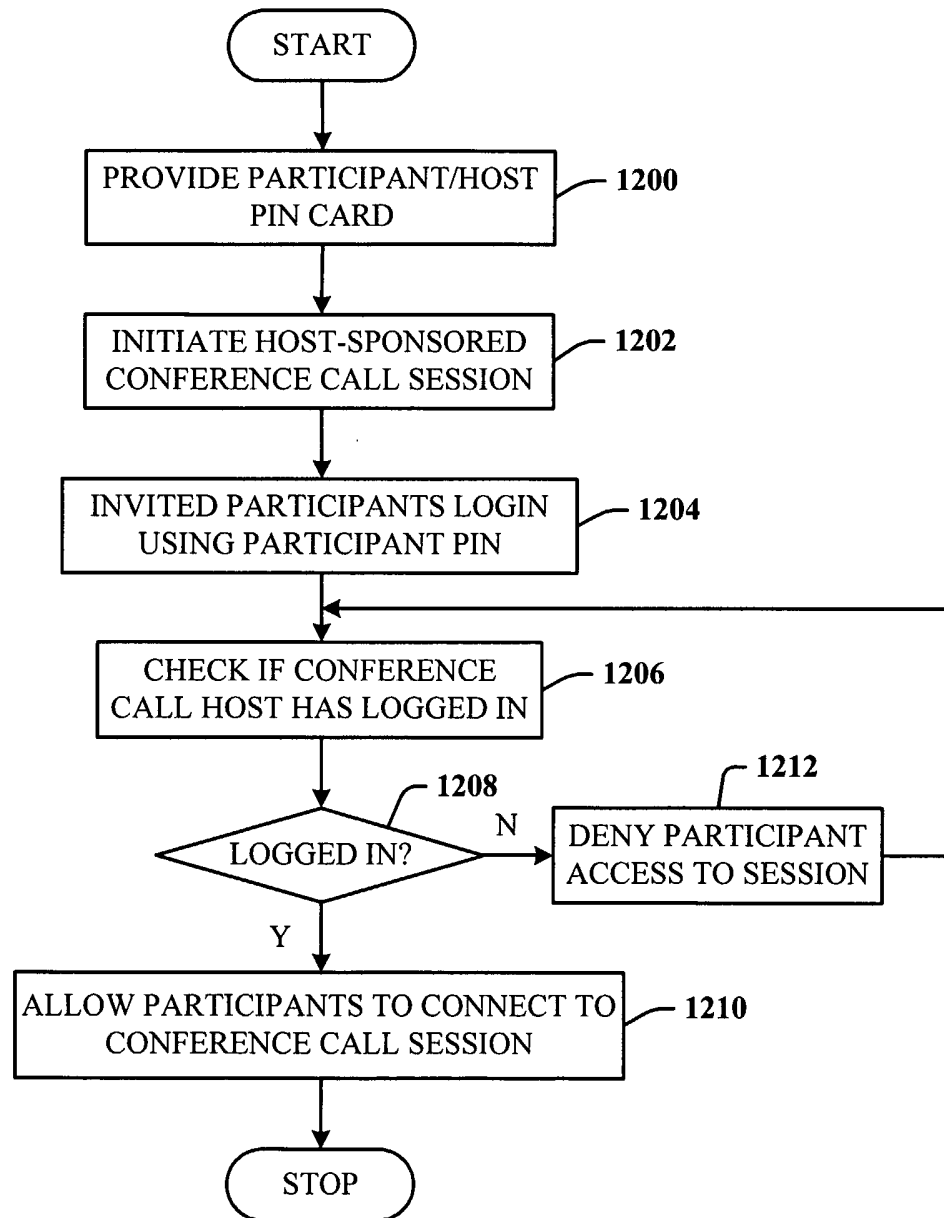 START
PROVIDE PARTICIPANT/HOST
PIN CARD
1200
INITIATE HOST-SPONSORED
CONFERENCE CALL SESSION
1202
INVITED PARTICIPANTS LOGIN
USING PARTICIPANT PIN
1204
CHECK IF CONFERENCE
CALL HOST HAS LOGGED IN
1206
LOGGED IN?
1208
N
DENY PARTICIPANT
ACCESS TO SESSION
1212
Y
ALLOW PARTICIPANTS TO CONNECT TO
CONFERENCE CALL SESSION
1210
STOP